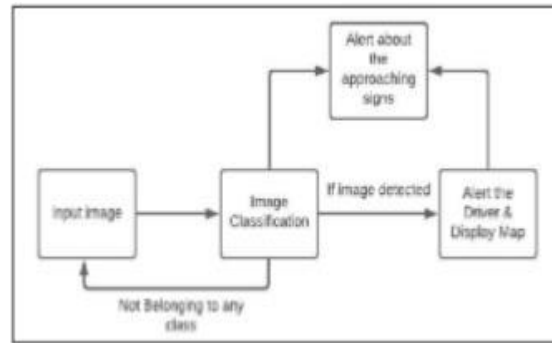 Alert about
the
approaching
signs
Input image
Image
Classification
If image detected
Alert the
Driver &
Display Map
Not Belonging to any
class